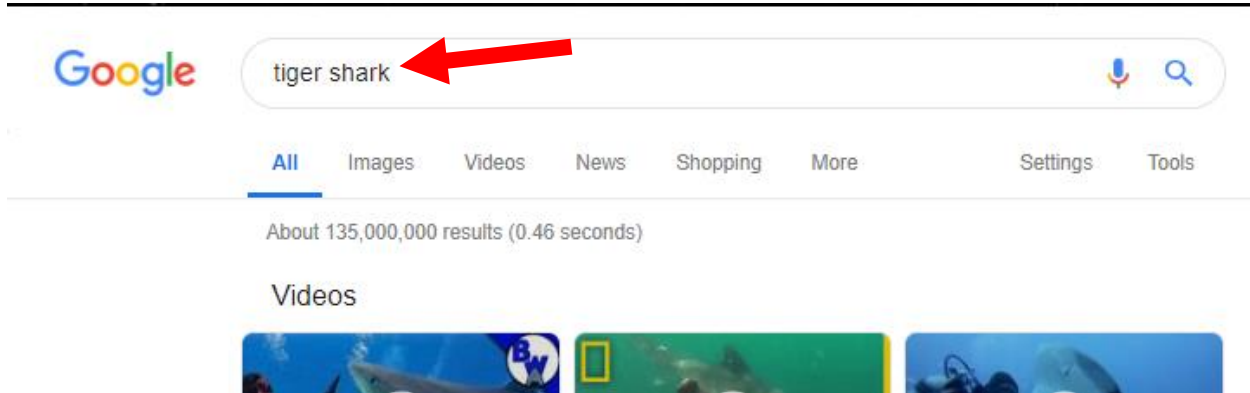 Google tiger shark
All Images Videos News Shopping More Settings Tools
About 135,000,000 results (0.46 seconds)
Videos
BW